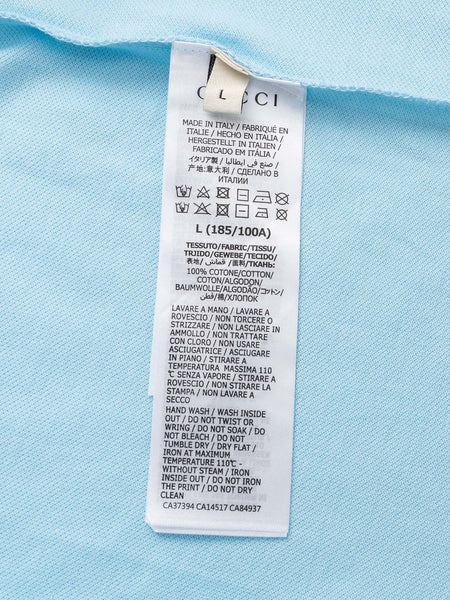 GUCCI
L
MADE IN ITALY / FABRIQUÉ EN
ITALIE / HECHO EN ITALIA /
HERGESTELLT IN ITALIEN /
FABRICADO EM ITÁLIA /
イタリア製 / صنع في ايطاليا /
产地:意大利 / СДЕЛАНО В
ИТАЛИИ
L (185/100A)
TESSUTO/FABRIC/TISSU/
TRJIDO/GEWEBE/TECIDO/
表地/ قماش /面料/ТКАНЬ:
100% COTONE/COTTON/
COTON/ALGODON/
BAUMWOLLE/ALGODÃO/コットン/
قطن/棉/ХЛОПОК
LAVARE A MANO / LAVARE A
ROVESCIO / NON TORCERE O
STRIZZARE / NON LASCIARE IN
AMMOLLO / NON TRATTARE
CON CLORO / NON USARE
ASCIUGATRICE / ASCIUGARE
IN PIANO / STIRARE A
TEMPERATURA MASSIMA 110
℃ SENZA VAPORE / STIRARE A
ROVESCIO / NON STIRARE LA
STAMPA / NON LAVARE A
SECCO
HAND WASH / WASH INSIDE
OUT / DO NOT TWIST OR
WRING / DO NOT SOAK / DO
NOT BLEACH / DO NOT
TUMBLE DRY / DRY FLAT /
IRON AT MAXIMUM
TEMPERATURE 110℃ -
WITHOUT STEAM / IRON
INSIDE OUT / DO NOT IRON
THE PRINT / DO NOT DRY
CLEAN
CA37394 CA14517 CA84937